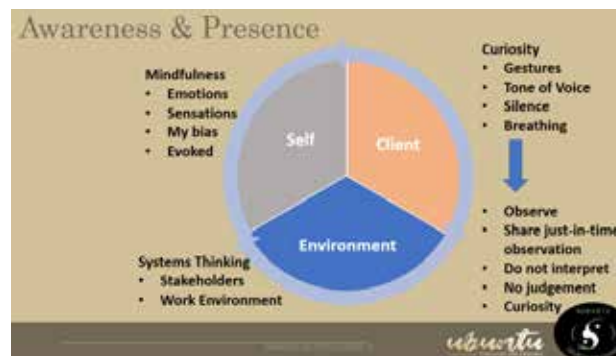 Awareness & Presence
Mindfulness
• Emotions
• Sensations
• My bias
• Evoked
Self
Client
Environment
Curiosity
• Gestures
• Tone of Voice
• Silence
• Breathing
• Observe
• Share just-in-time
observation
• Do not interpret
• No judgement
• Curiosity
Systems Thinking
• Stakeholders
• Work Environment
ubuntu
S